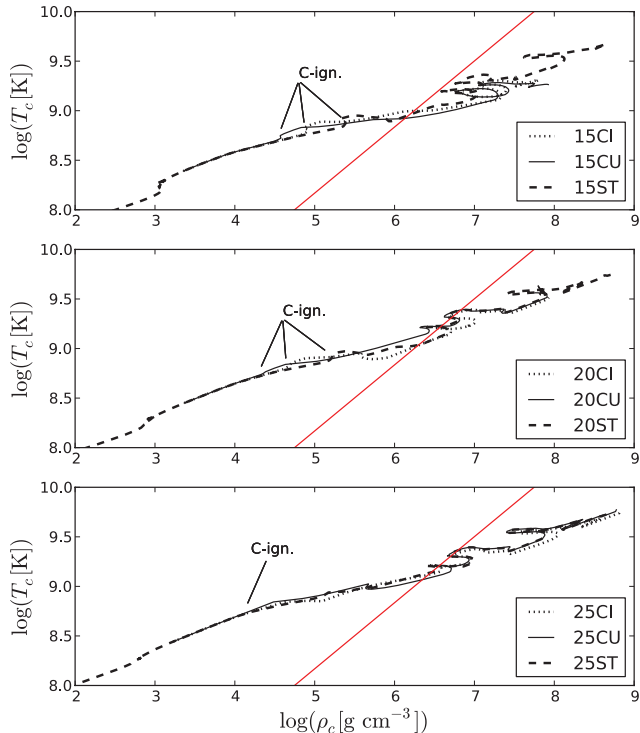 10.0
9.5
9.0
8.5
8.0
log(T_c[K])
C-ign.
15CI
15CU
15ST
2 3 4 5 6 7 8 9
10.0
9.5
9.0
8.5
8.0
log(T_c[K])
C-ign.
20CI
20CU
20ST
2 3 4 5 6 7 8 9
10.0
9.5
9.0
8.5
8.0
log(T_c[K])
C-ign.
25CI
25CU
25ST
2 3 4 5 6 7 8 9
log(ρ_c[g cm⁻³])